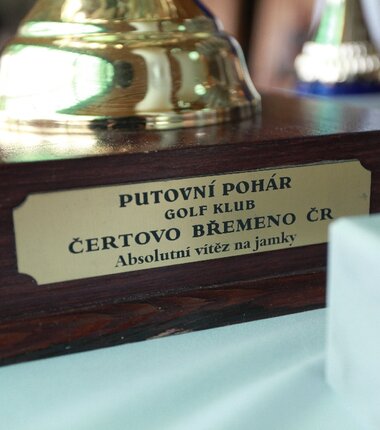 PUTOVNÍ POHÁR
GOLF KLUB
ČERTOVO BŘEMENO ČR
Absolutní vítěz na jamky